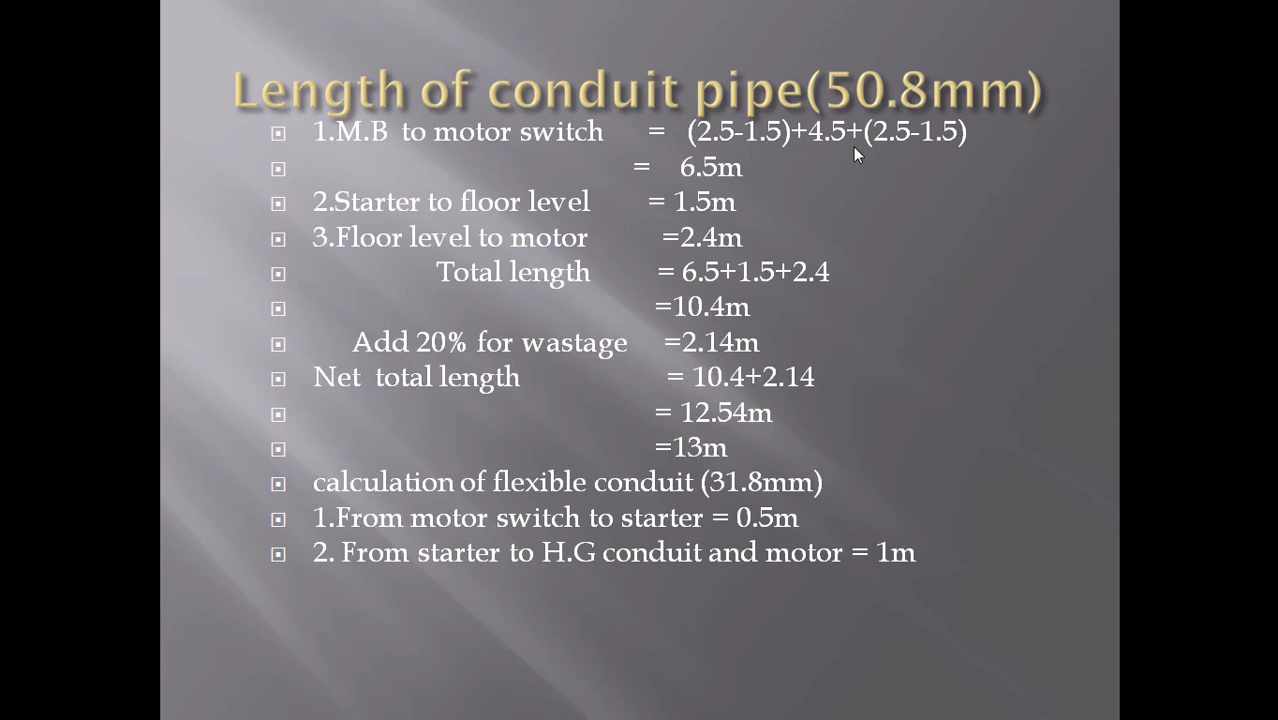 Length of conduit pipe(50.8mm)
1.M.B to motor switch = (2.5-1.5)+4.5+(2.5-1.5)
= 6.5m
2.Starter to floor level = 1.5m
3.Floor level to motor =2.4m
Total length = 6.5+1.5+2.4
=10.4m
Add 20% for wastage =2.14m
Net total length = 10.4+2.14
= 12.54m
=13m
calculation of flexible conduit (31.8mm)
1.From motor switch to starter = 0.5m
2. From starter to H.G conduit and motor = 1m